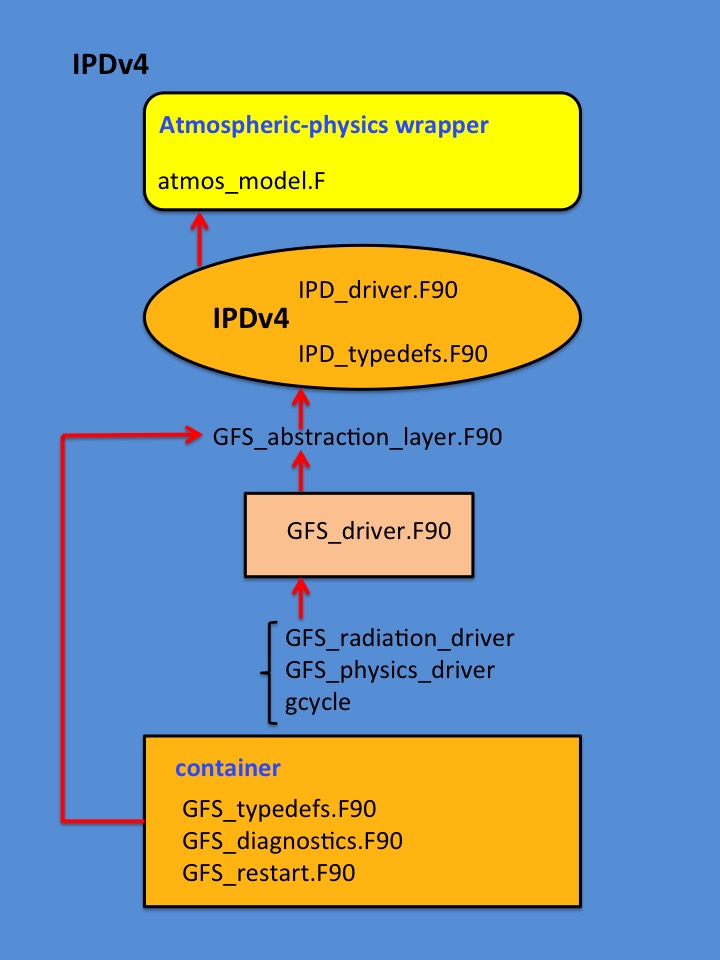 IPDv4
Atmospheric-physics wrapper
atmos_model.F
IPD_driver.F90
IPDv4
IPD_typedefs.F90
GFS_abstraction_layer.F90
GFS_driver.F90
GFS_radiation_driver
GFS_physics_driver
gcycle
container
GFS_typedefs.F90
GFS_diagnostics.F90
GFS_restart.F90